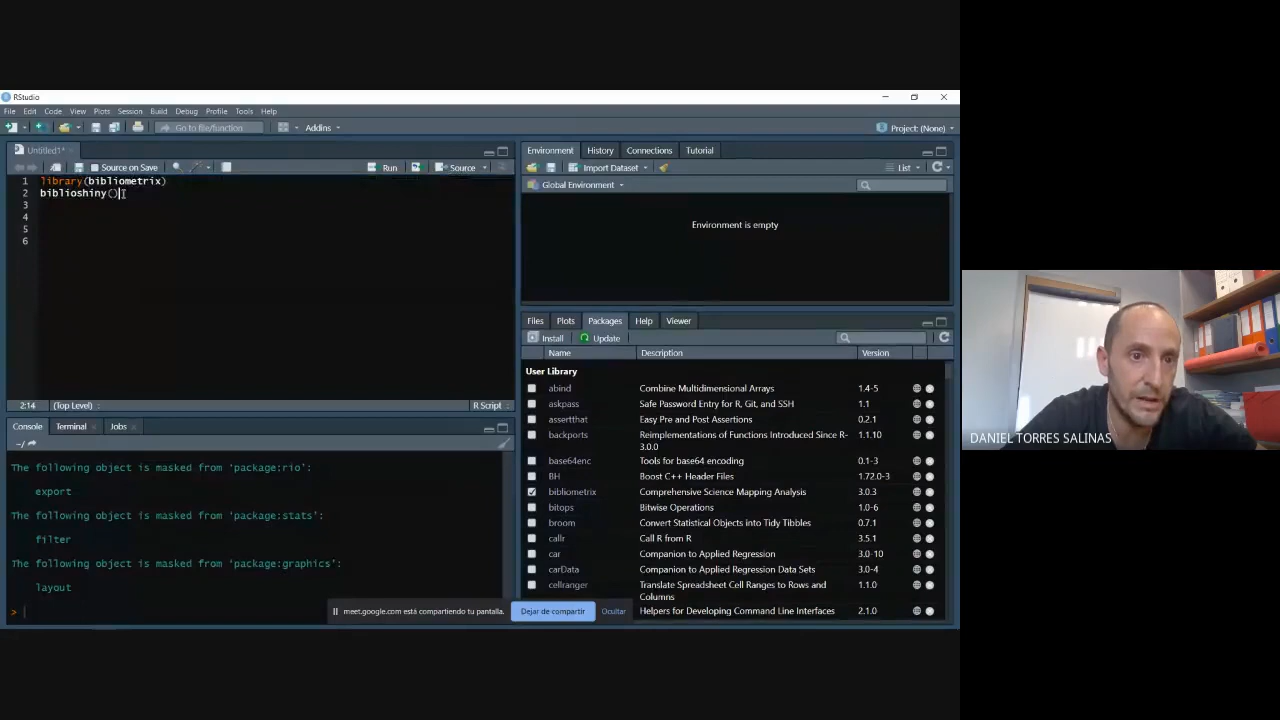 RStudio
File Edit Code View Plots Session Build Debug Profile Tools Help
Go to file/function Addins Project: (None)
Untitled1*
Source on Save Run Source
1 library(bibliometrix)
2 biblioshiny()
3
4
5
6
2:14 (Top Level) R Script
Console Terminal Jobs
~/
The following object is masked from ‘package:rio’:
export
The following object is masked from ‘package:stats’:
filter
The following object is masked from ‘package:graphics’:
layout
>
Environment History Connections Tutorial
Import Dataset List
Global Environment
Environment is empty
Files Plots Packages Help Viewer
Install Update
Name Description Version
User Library
abind Combine Multidimensional Arrays 1.4-5
askpass Safe Password Entry for R, Git, and SSH 1.1
assertthat Easy Pre and Post Assertions 0.2.1
backports Reimplementations of Functions Introduced Since R- 1.1.10
3.0.0
base64enc Tools for base64 encoding 0.1-3
BH Boost C++ Header Files 1.72.0-3
bibliometrix Comprehensive Science Mapping Analysis 3.0.3
bitops Bitwise Operations 1.0-6
broom Convert Statistical Objects into Tidy Tibbles 0.7.1
callr Call R from R 3.5.1
car Companion to Applied Regression 3.0-10
carData Companion to Applied Regression Data Sets 3.0-4
cellranger Translate Spreadsheet Cell Ranges to Rows and 1.1.0
Columns
Helpers for Developing Command Line Interfaces 2.1.0
meet.google.com está compartiendo tu pantalla. Dejar de compartir Ocultar
DANIEL TORRES SALINAS